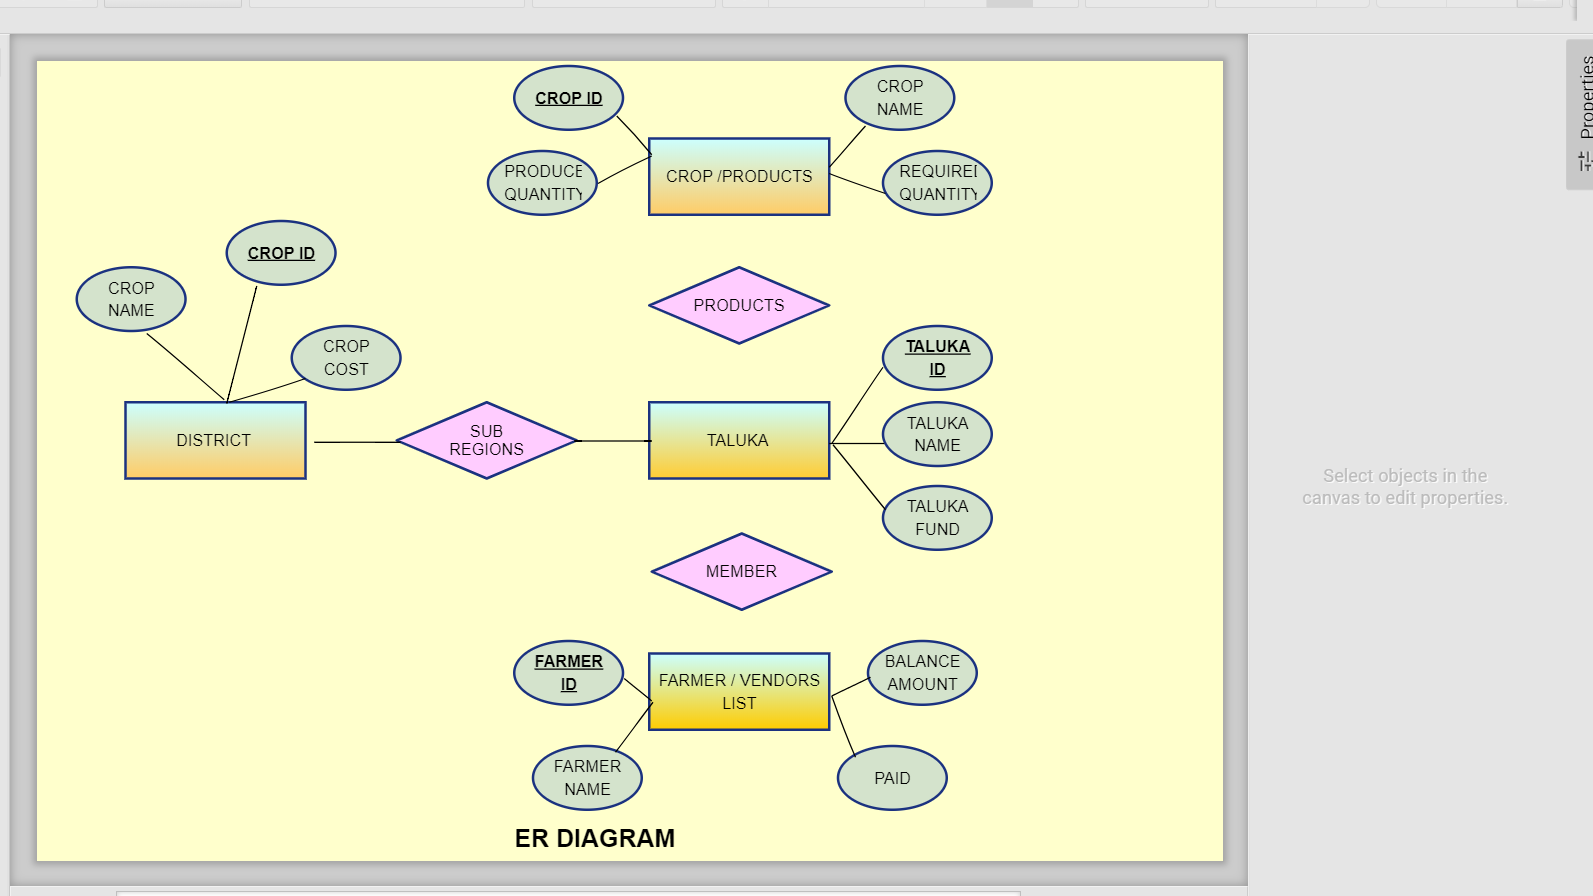 CROP ID
CROP
NAME
CROP /PRODUCTS
PRODUCE
QUANTITY
REQUIRED
QUANTITY
CROP ID
CROP
NAME
PRODUCTS
CROP
COST
TALUKA
ID
DISTRICT
SUB
REGIONS
TALUKA
TALUKA
NAME
TALUKA
FUND
MEMBER
FARMER
ID
FARMER / VENDORS
LIST
BALANCE
AMOUNT
FARMER
NAME
PAID
ER DIAGRAM
Select objects in the
canvas to edit properties.
Properties